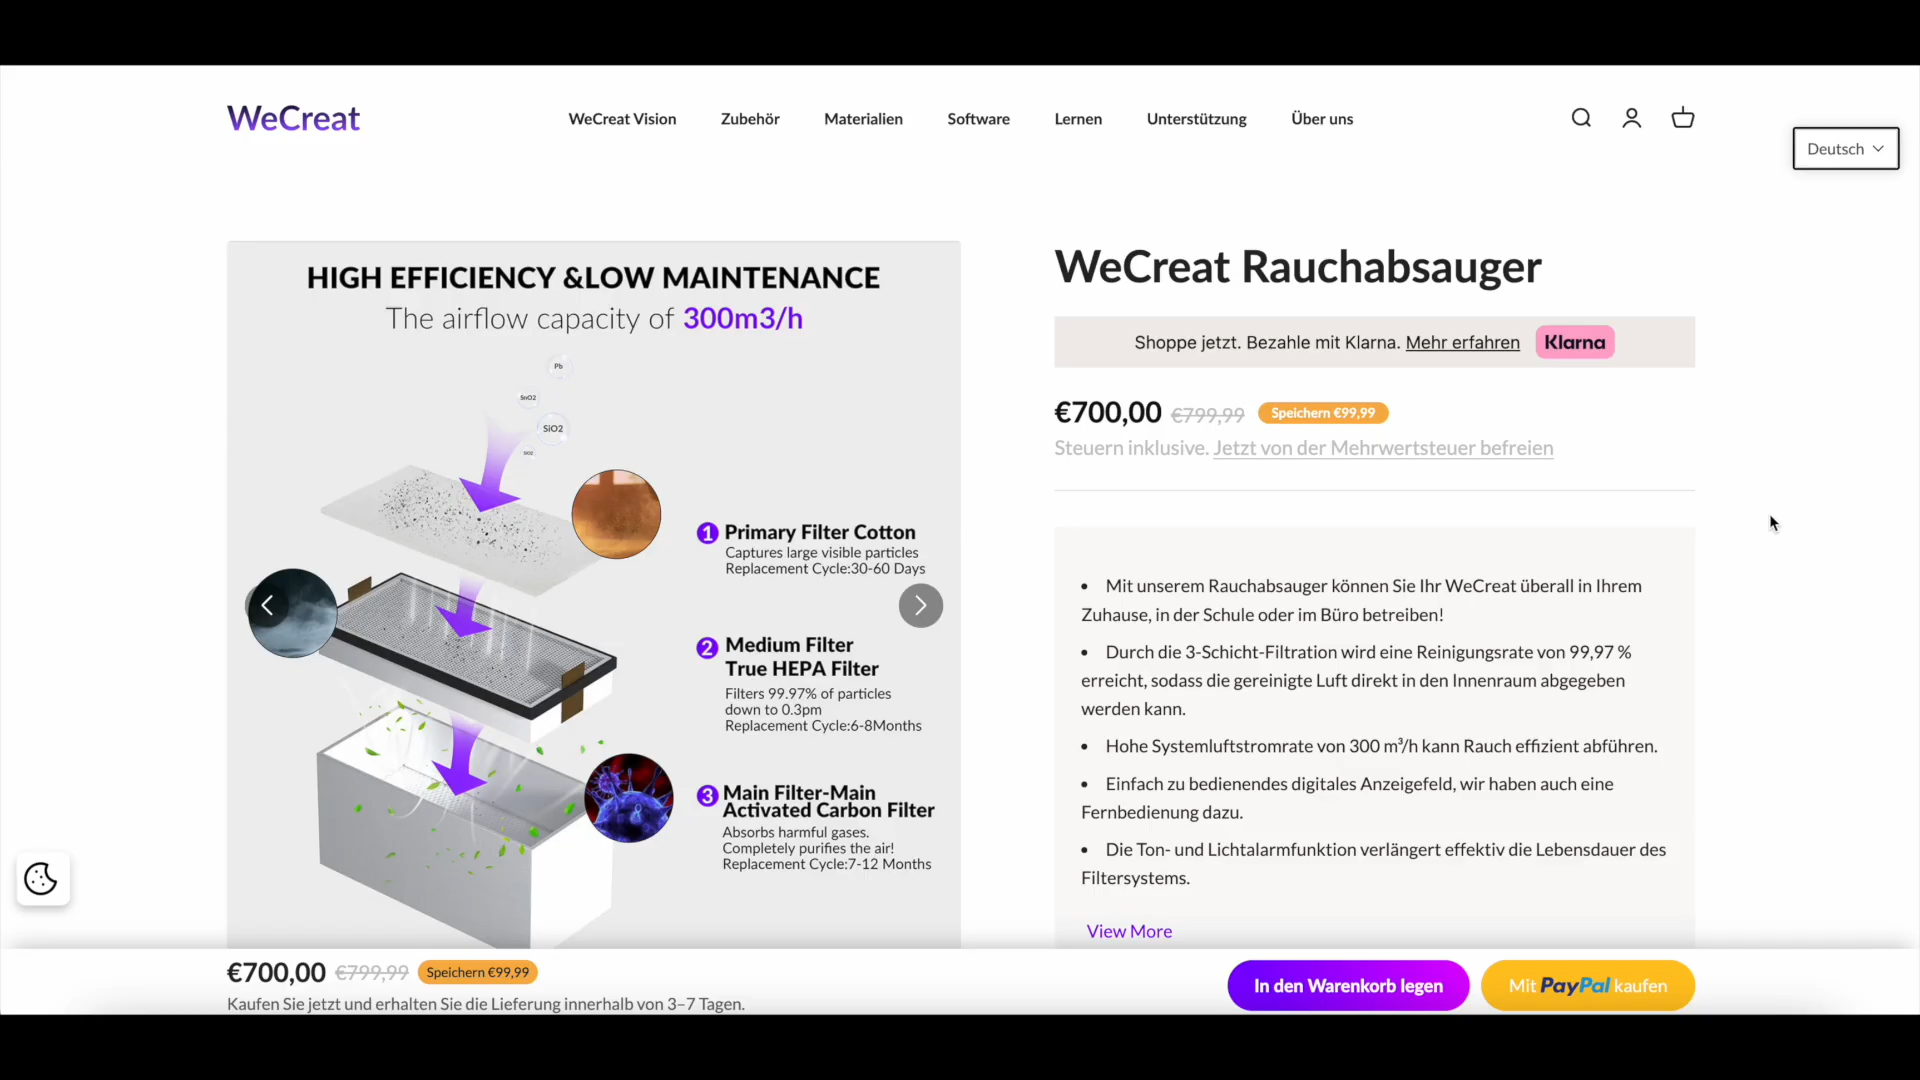 WeCreat
WeCreat Vision
Zubehör
Materialien
Software
Lernen
Unterstützung
Über uns
Deutsch
HIGH EFFICIENCY &LOW MAINTENANCE
The airflow capacity of 300m3/h
Pb
SnO2
SiO2
1 Primary Filter Cotton
Captures large visible particles
Replacement Cycle:30-60 Days
2 Medium Filter
True HEPA Filter
Filters 99.97% of particles
down to 0.3pm
Replacement Cycle:6-8Months
3 Main Filter-Main
Activated Carbon Filter
Absorbs harmful gases.
Completely purifies the air!
Replacement Cycle:7-12 Months
WeCreat Rauchabsauger
Shoppe jetzt. Bezahle mit Klarna. Mehr erfahren Klarna
€700,00 €799,99 Speichern €99,99
Steuern inklusive. Jetzt von der Mehrwertsteuer befreien
• Mit unserem Rauchabsauger können Sie Ihr WeCreat überall in Ihrem
Zuhause, in der Schule oder im Büro betreiben!
• Durch die 3-Schicht-Filtration wird eine Reinigungsrate von 99,97 %
erreicht, sodass die gereinigte Luft direkt in den Innenraum abgegeben
werden kann.
• Hohe Systemluftstromrate von 300 m³/h kann Rauch effizient abführen.
• Einfach zu bedienendes digitales Anzeigefeld, wir haben auch eine
Fernbedienung dazu.
• Die Ton- und Lichtalarmfunktion verlängert effektiv die Lebensdauer des
Filtersystems.
View More
€700,00 €799,99 Speichern €99,99
Kaufen Sie jetzt und erhalten Sie die Lieferung innerhalb von 3–7 Tagen.
In den Warenkorb legen
Mit PayPal kaufen